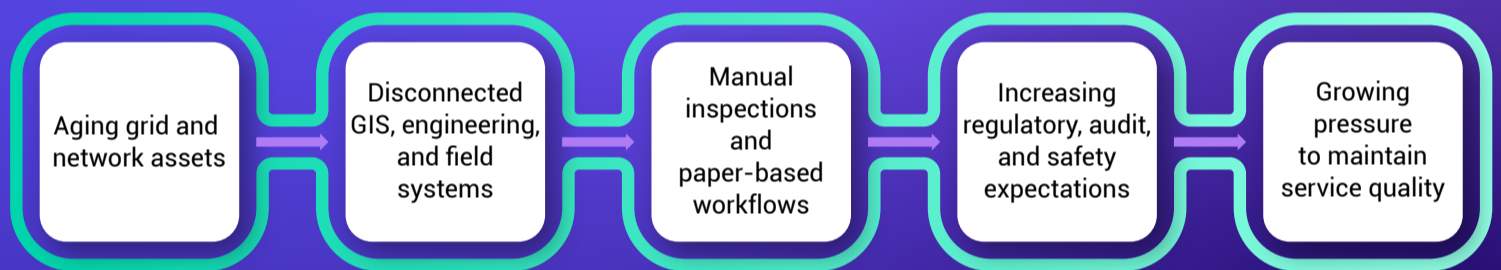 Aging grid and
network assets
Disconnected
GIS, engineering,
and field
systems
Manual
inspections
and
paper-based
workflows
Increasing
regulatory, audit,
and safety
expectations
Growing
pressure
to maintain
service quality